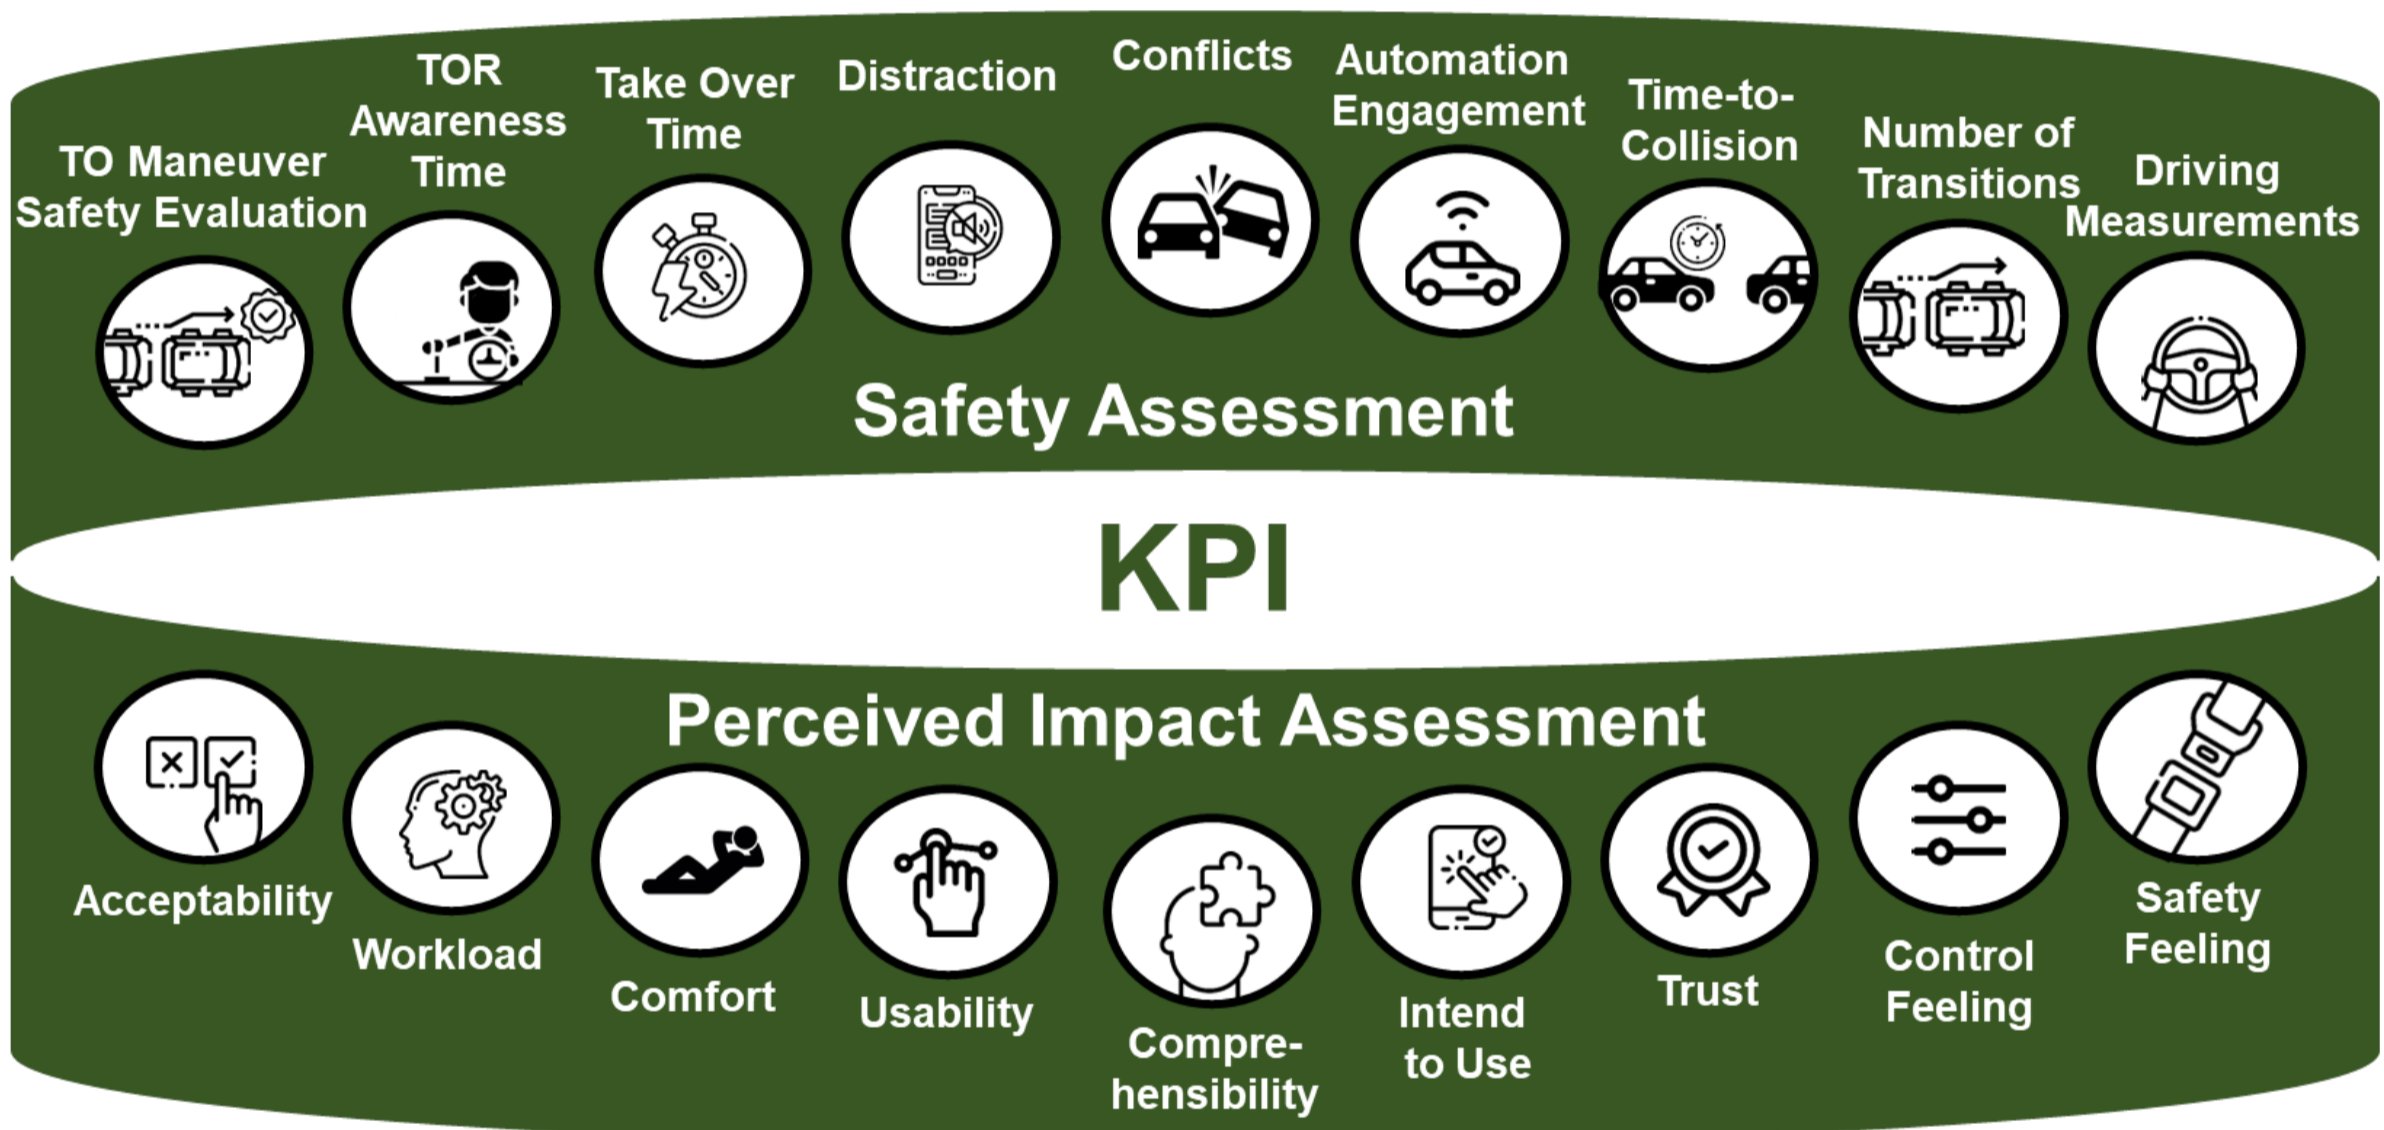 TO Maneuver
Safety Evaluation
TOR
Awareness
Time
Take Over
Time
Distraction
Conflicts
Automation
Engagement
Time-to-
Collision
Number of
Transitions
Driving
Measurements
Safety Assessment
KPI
Perceived Impact Assessment
Acceptability
Workload
Comfort
Usability
Compre-
hensibility
Intend
to Use
Trust
Control
Feeling
Safety
Feeling